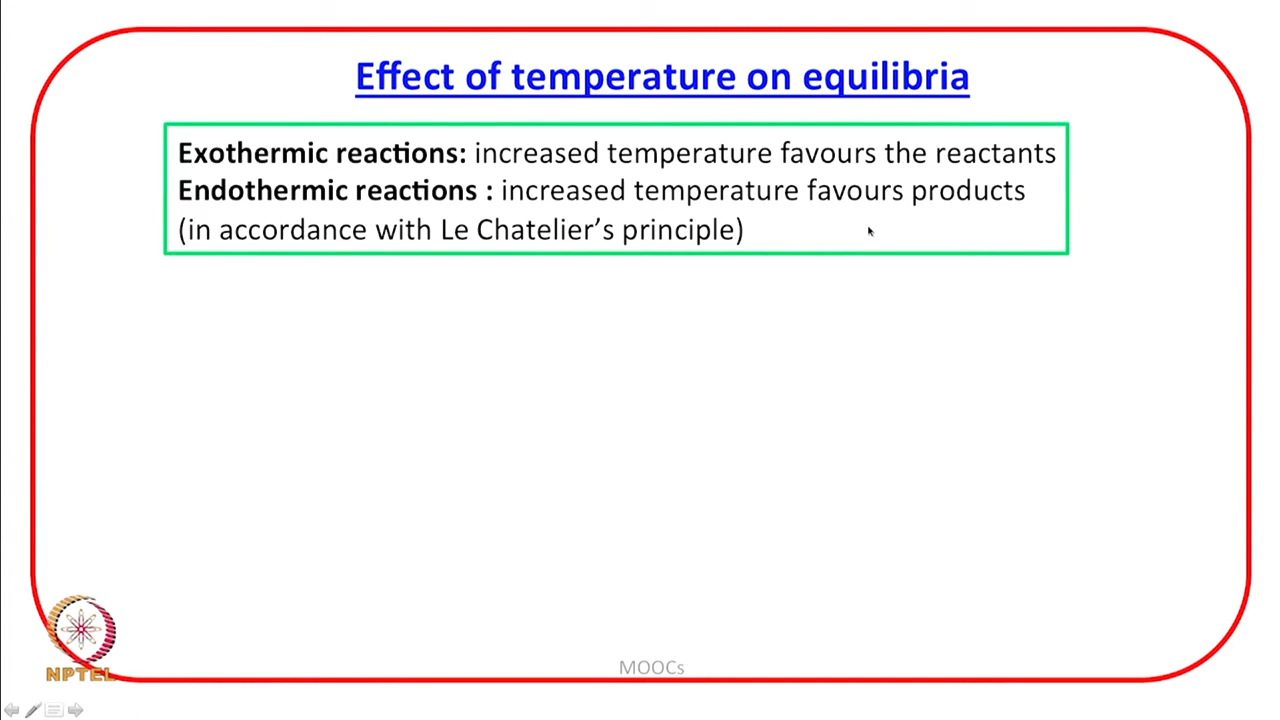 Effect of temperature on equilibria
Exothermic reactions: increased temperature favours the reactants
Endothermic reactions : increased temperature favours products
(in accordance with Le Chatelier’s principle)
NPTEL
MOOCs